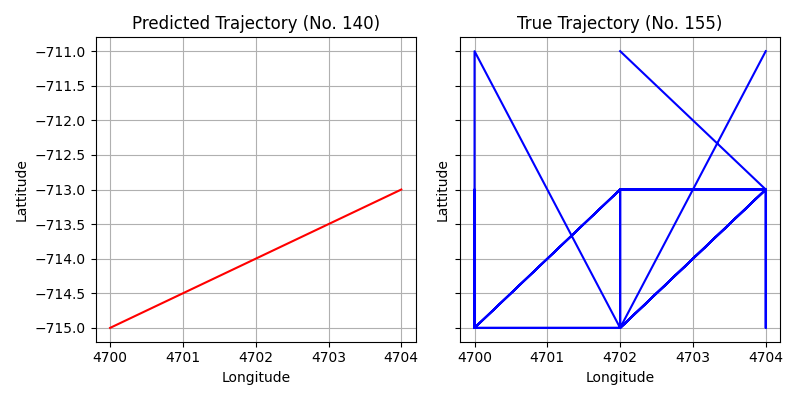 Predicted Trajectory (No. 140)
True Trajectory (No. 155)
−711.0
−711.5
−712.0
−712.5
−713.0
−713.5
−714.0
−714.5
−715.0
Lattitude
Lattitude
4700 4701 4702 4703 4704
4700 4701 4702 4703 4704
Longitude
Longitude